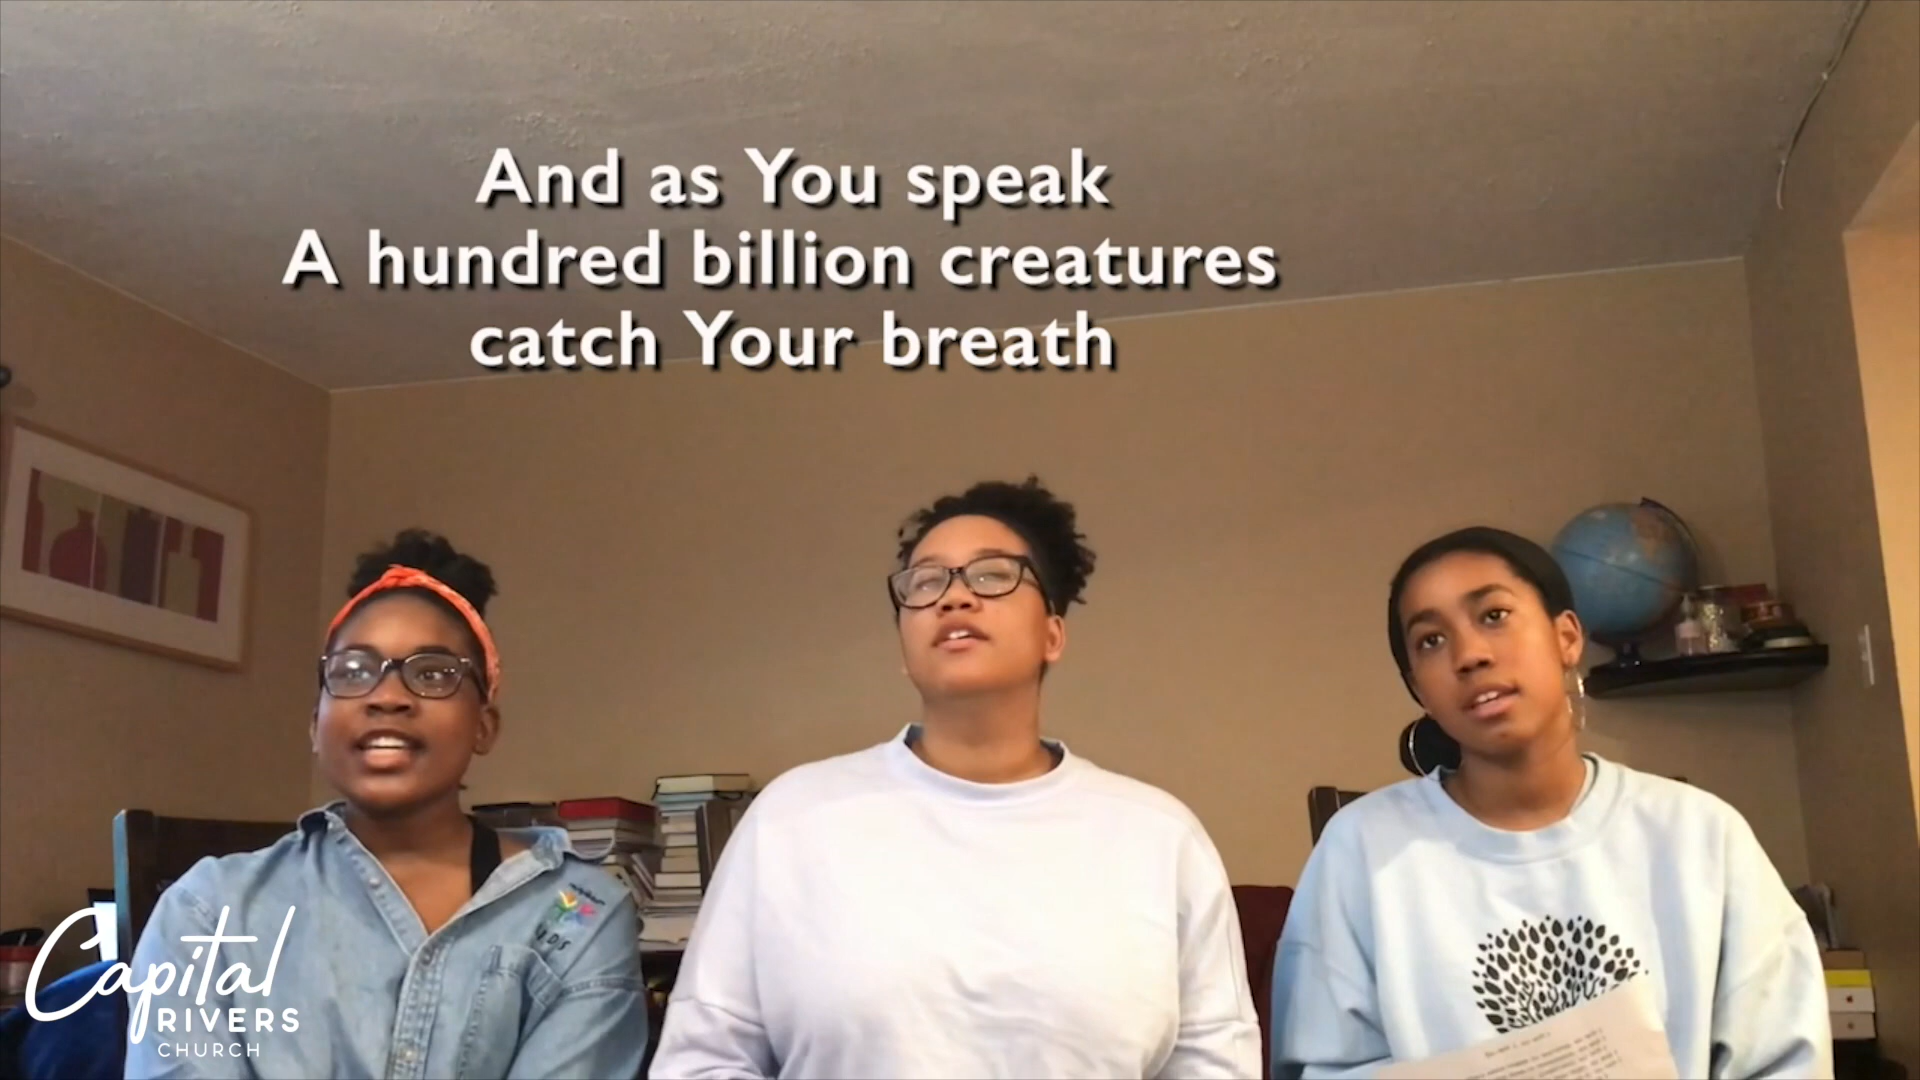 And as You speak
A hundred billion creatures
catch Your breath
Capital
RIVERS
CHURCH